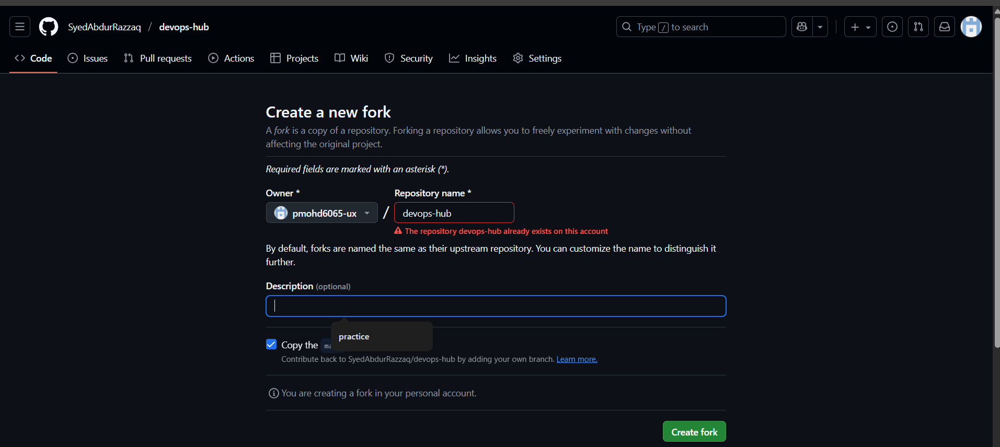 SyedAbdurRazzaq / devops-hub
Type / to search
Code Issues Pull requests Actions Projects Wiki Security Insights Settings
Create a new fork
A fork is a copy of a repository. Forking a repository allows you to freely experiment with changes without
affecting the original project.
Required fields are marked with an asterisk (*).
Owner * Repository name *
pmohd6065-ux / devops-hub
The repository devops-hub already exists on this account
By default, forks are named the same as their upstream repository. You can customize the name to distinguish it
further.
Description (optional)
practice
Copy the
Contribute back to SyedAbdurRazzaq/devops-hub by adding your own branch. Learn more.
You are creating a fork in your personal account.
Create fork